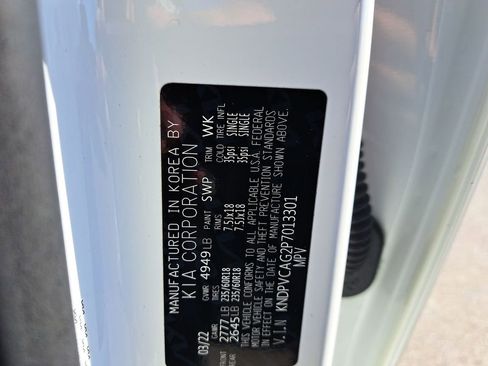 MANUFACTURED IN KOREA BY
KIA CORPORATION
03/22 GVWR 4949LB PAINT SWP TRIM WK
GAWR TIRES RIMS COLD TIRE INFL
2777LB 235/60R18 7.5Jx18 35psi SINGLE
REAR 2645LB 235/60R18 7.5Jx18 35psi SINGLE
THIS VEHICLE CONFORMS TO ALL APPLICABLE U.S.A. FEDERAL
MOTOR VEHICLE SAFETY AND THEFT PREVENTION STANDARDS
IN EFFECT ON THE DATE OF MANUFACTURE SHOWN ABOVE.
V.I.N KNDPVCAG2P7013301
MPV